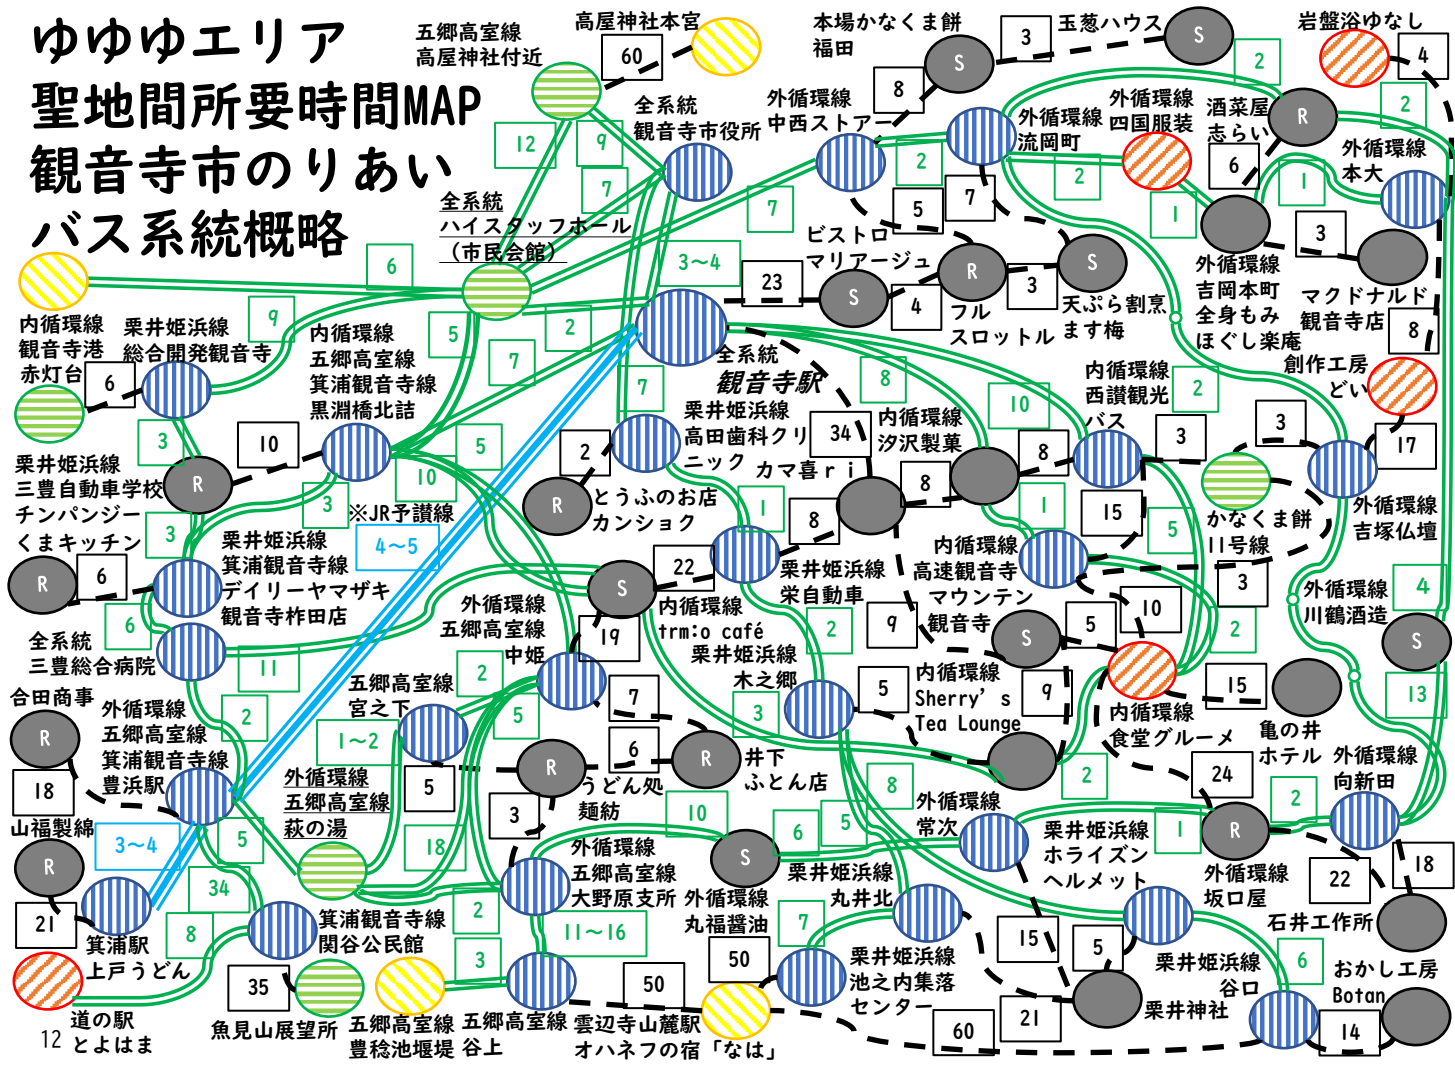 ゆゆゆエリア
聖地間所要時間MAP
観音寺市のりあい
バス系統概略
五郷高室線
高屋神社付近
高屋神社本宮
60
本場かなくま餅
福田
3
玉葱ハウス
S
S
岩盤浴ゆなし
4
2
2
8
12
9
7
全系統
観音寺市役所
外循環線
中西ストアー
2
外循環線
流岡町
外循環線
四国服装
2
酒菜屋
志らい
R
6
外循環線
本大
1
1
全系統
ハイスタッフホール
（市民会館）
7
5
7
3
ビストロ
マリアージュ
S
4
R
フル
スロットル
3
S
天ぷら割烹
ます梅
外循環線
吉岡本町
全身もみ
ほぐし楽庵
マクドナルド
観音寺店
8
6
9
3～4
23
内循環線
観音寺港
赤灯台
栗井姫浜線
総合開発観音寺
6
内循環線
五郷高室線
箕浦観音寺線
黒淵橋北詰
5
7
2
全系統
観音寺駅
7
8
10
内循環線
西讃観光
バス
2
創作工房
どい
3
10
栗井姫浜線
三豊自動車学校
チンパンジー
くまキッチン
R
3
5
10
※JR予讃線
4～5
2
R
とうふのお店
カンショク
栗井姫浜線
高田歯科クリ
ニック
34
カマ喜ｒｉ
内循環線
汐沢製菓
8
8
3
3
17
1
8
1
15
5
かなくま餅
11号線
外循環線
吉塚仏壇
3
R
6
栗井姫浜線
箕浦観音寺線
デイリーヤマザキ
観音寺柞田店
S
22
栗井姫浜線
栄自動車
内循環線
高速観音寺
マウンテン
観音寺
S
9
5
10
3
2
外循環線
川鶴酒造
4
S
6
全系統
三豊総合病院
11
外循環線
五郷高室線
中姫
19
内循環線
trm:o café
栗井姫浜線
木之郷
2
5
内循環線
Sherry’s
Tea Lounge
9
15
亀の井
ホテル
13
合田商事
R
外循環線
五郷高室線
箕浦観音寺線
豊浜駅
2
五郷高室線
宮之下
2
5
7
3
内循環線
食堂グルーメ
外循環線
向新田
18
1～2
5
R
うどん処
麺紡
6
R
井下
ふとん店
2
24
2
山福製綿
R
3～4
5
外循環線
五郷高室線
萩の湯
3
18
10
6
5
8
外循環線
常次
栗井姫浜線
ホライズン
ヘルメット
1
R
外循環線
坂口屋
22
18
21
箕浦駅
34
8
箕浦観音寺線
関谷公民館
2
外循環線
五郷高室線
大野原支所
S
外循環線
丸福醤油
栗井姫浜線
丸井北
石井工作所
上戸うどん
11～16
3
7
15
5
栗井姫浜線
谷口
6
おかし工房
Botan
道の駅
とよはま
35
魚見山展望所
五郷高室線
豊稔池堰堤
五郷高室線
谷上
50
50
雲辺寺山麓駅
オハネフの宿「なは」
栗井姫浜線
池之内集落
センター
60
21
栗井神社
14
12